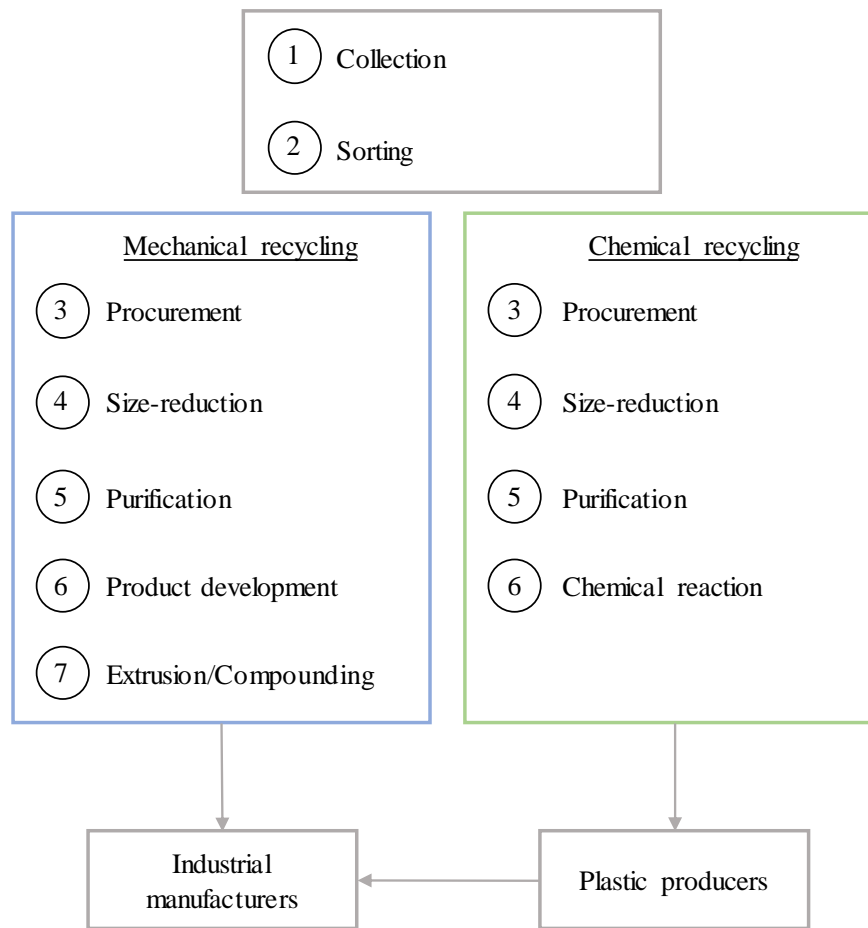 1 Collection
2 Sorting
Mechanical recycling
3 Procurement
4 Size-reduction
5 Purification
6 Product development
7 Extrusion/Compounding
Chemical recycling
3 Procurement
4 Size-reduction
5 Purification
6 Chemical reaction
Industrial
manufacturers
Plastic producers